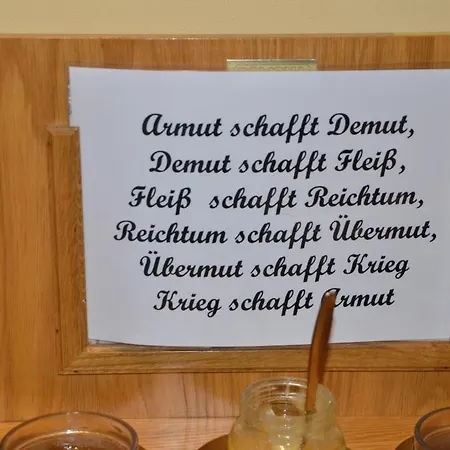 Armut schafft Demut,
Demut schafft Fleiß,
Fleiß schafft Reichtum,
Reichtum schafft Übermut,
Übermut schafft Krieg
Krieg schafft Armut